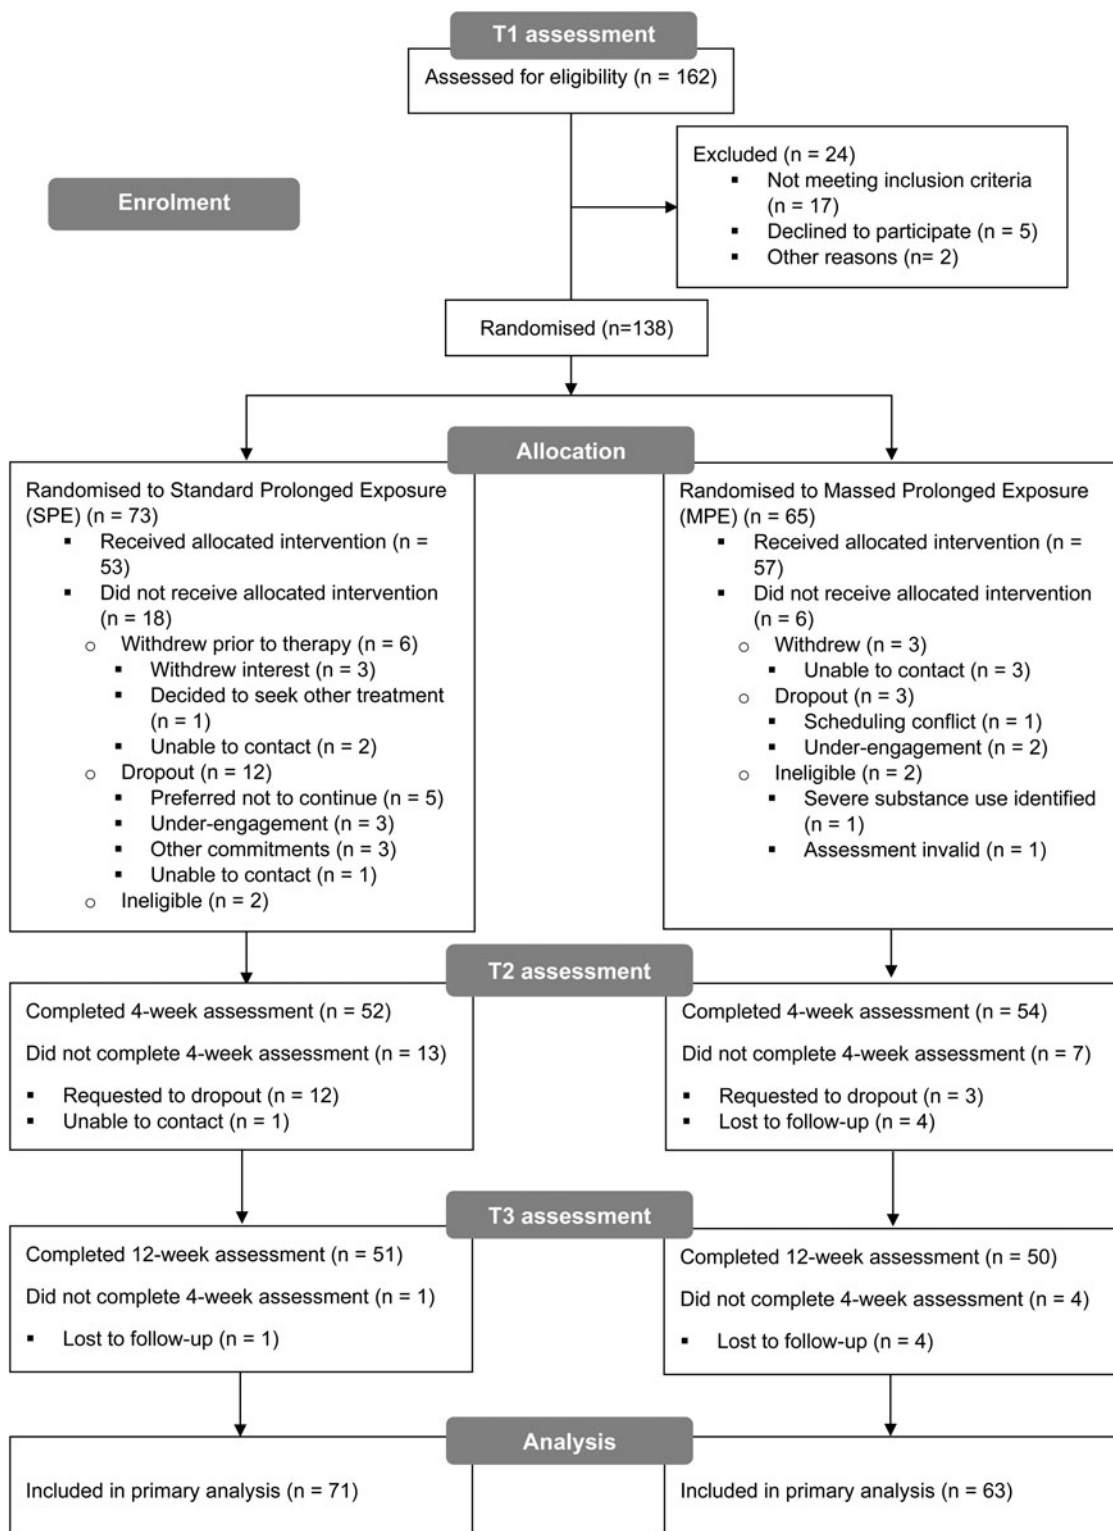 T1 assessment
Assessed for eligibility (n = 162)
Excluded (n = 24)
▪ Not meeting inclusion criteria
(n = 17)
▪ Declined to participate (n = 5)
▪ Other reasons (n= 2)
Enrolment
Randomised (n=138)
Allocation
Randomised to Standard Prolonged Exposure
(SPE) (n = 73)
▪ Received allocated intervention (n =
53)
▪ Did not receive allocated intervention
(n = 18)
o Withdrew prior to therapy (n = 6)
▪ Withdrew interest (n = 3)
▪ Decided to seek other treatment
(n = 1)
▪ Unable to contact (n = 2)
o Dropout (n = 12)
▪ Preferred not to continue (n = 5)
▪ Under-engagement (n = 3)
▪ Other commitments (n = 3)
▪ Unable to contact (n = 1)
o Ineligible (n = 2)
Randomised to Massed Prolonged Exposure
(MPE) (n = 65)
▪ Received allocated intervention (n =
57)
▪ Did not receive allocated intervention
(n = 6)
o Withdrew (n = 3)
▪ Unable to contact (n = 3)
o Dropout (n = 3)
▪ Scheduling conflict (n = 1)
▪ Under-engagement (n = 2)
o Ineligible (n = 2)
▪ Severe substance use identified
(n = 1)
▪ Assessment invalid (n = 1)
T2 assessment
Completed 4-week assessment (n = 52)
Did not complete 4-week assessment (n = 13)
▪ Requested to dropout (n = 12)
▪ Unable to contact (n = 1)
Completed 4-week assessment (n = 54)
Did not complete 4-week assessment (n = 7)
▪ Requested to dropout (n = 3)
▪ Lost to follow-up (n = 4)
T3 assessment
Completed 12-week assessment (n = 51)
Did not complete 4-week assessment (n = 1)
▪ Lost to follow-up (n = 1)
Completed 12-week assessment (n = 50)
Did not complete 4-week assessment (n = 4)
▪ Lost to follow-up (n = 4)
Analysis
Included in primary analysis (n = 71)
Included in primary analysis (n = 63)